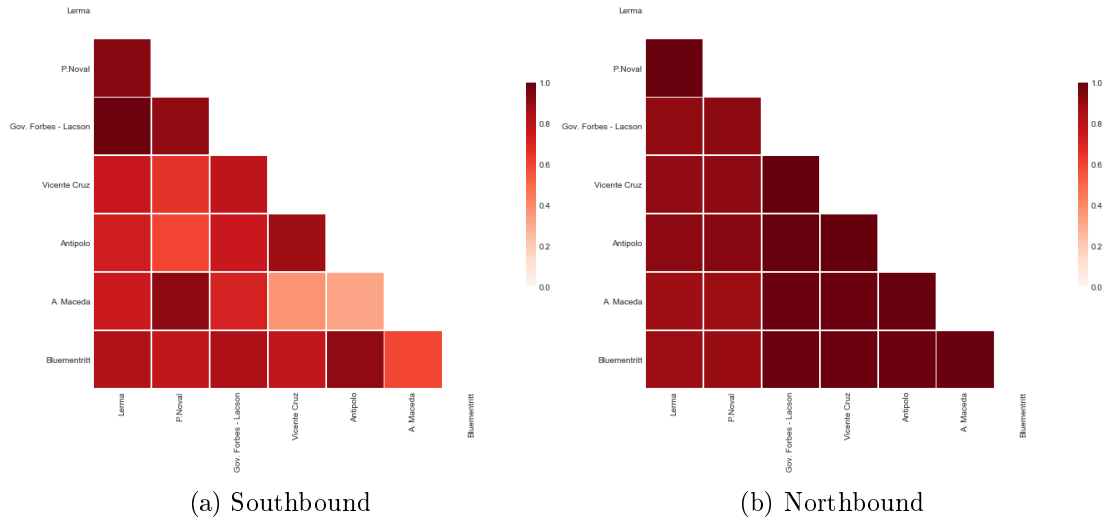 Lerma
P.Noval
Gov. Forbes - Lacson
Vicente Cruz
Antipolo
A. Maceda
Bluementritt
Lerma
P.Noval
Gov. Forbes - Lacson
Vicente Cruz
Antipolo
A. Maceda
Bluementritt
1.0
0.8
0.6
0.4
0.2
0.0
(a) Southbound
Lerma
P.Noval
Gov. Forbes - Lacson
Vicente Cruz
Antipolo
A. Maceda
Bluementritt
Lerma
P.Noval
Gov. Forbes - Lacson
Vicente Cruz
Antipolo
A. Maceda
Bluementritt
1.0
0.8
0.6
0.4
0.2
0.0
(b) Northbound